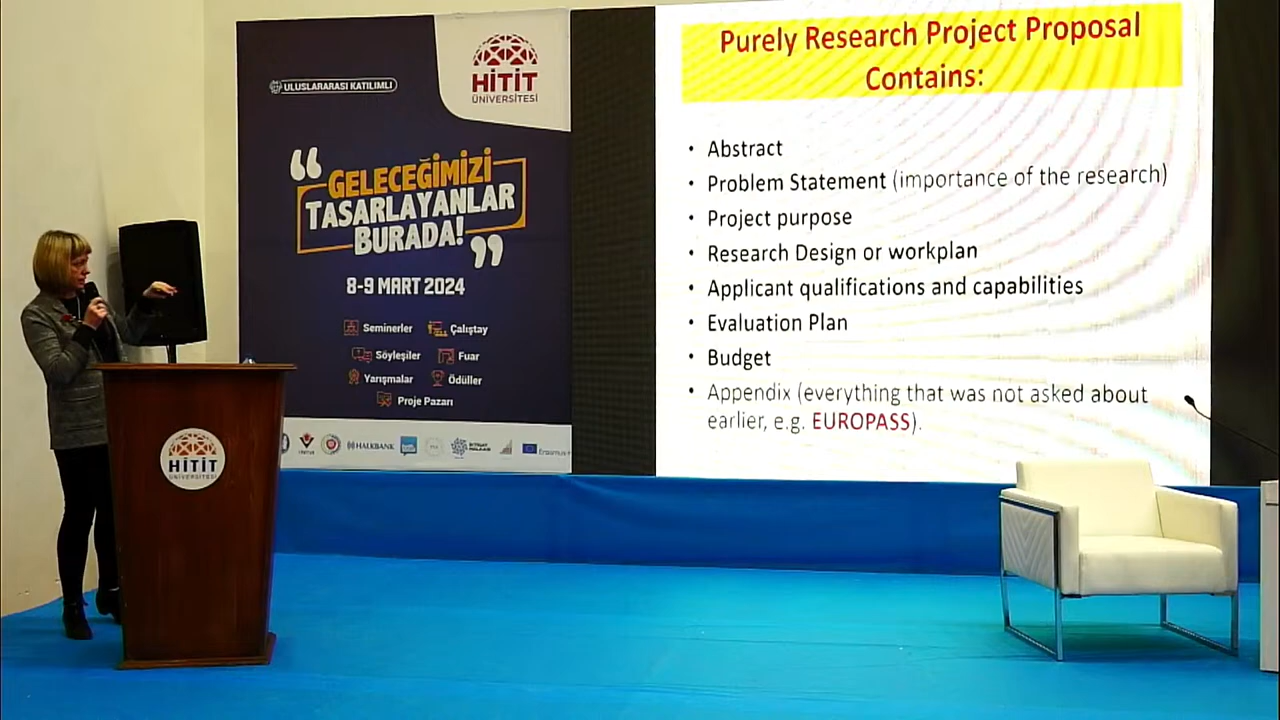 ULUSLARARASI KATILIMLI
HİTİT
ÜNİVERSİTESİ
“GELECEĞİMİZİ
TASARLAYANLAR
BURADA!”
8-9 MART 2024
Seminerler
Çalıştay
Söyleşiler
Fuar
Yarışmalar
Ödüller
Proje Pazarı
HALKBANK
Erasmus+
HİTİT
ÜNİVERSİTESİ
Purely Research Project Proposal
Contains:
• Abstract
• Problem Statement (importance of the research)
• Project purpose
• Research Design or workplan
• Applicant qualifications and capabilities
• Evaluation Plan
• Budget
• Appendix (everything that was not asked about
earlier, e.g. EUROPASS).